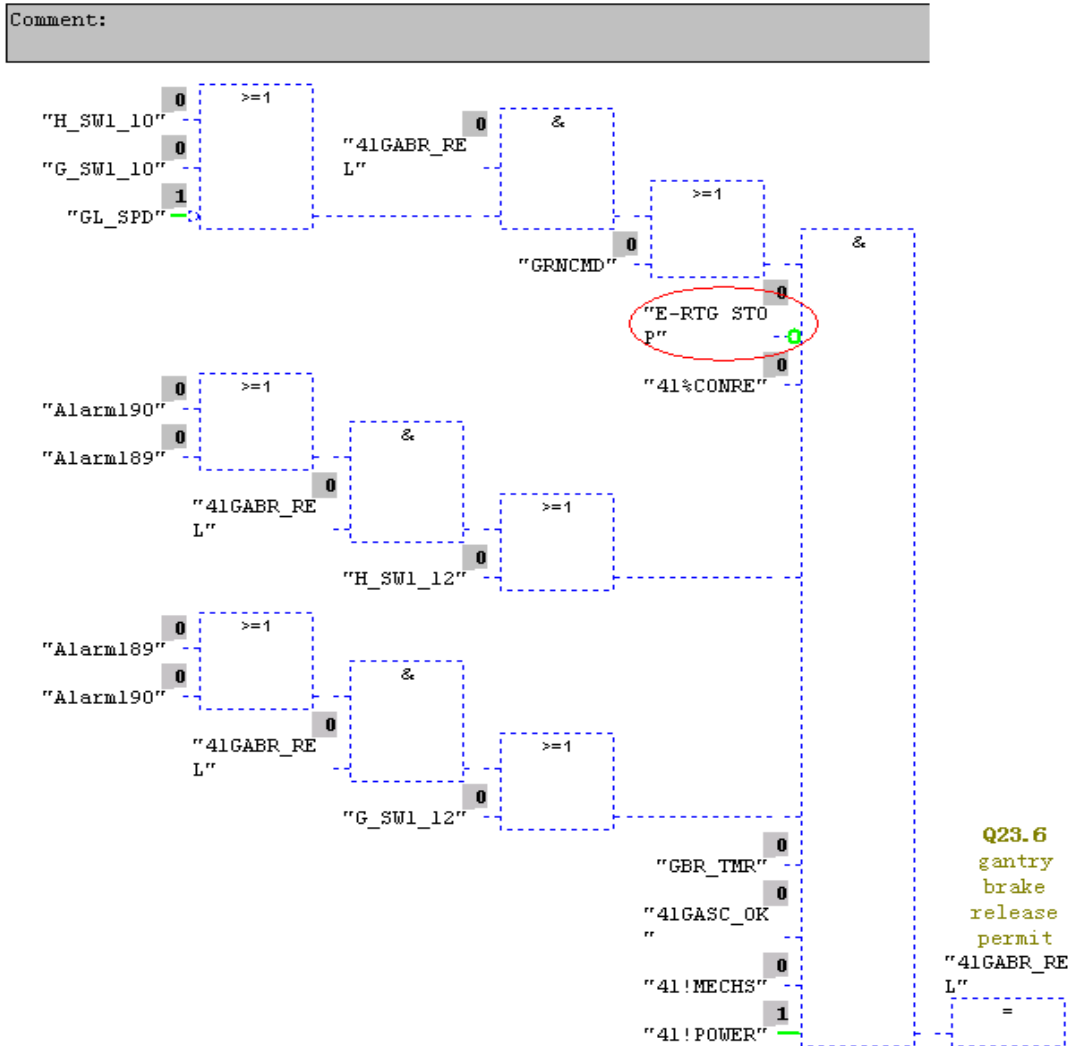 Comment:
0
>=1
"H_SW1_10"
0
"G_SW1_10"
1
"GL_SPD"
0
&
"41GABR_RE
L"
>=1
0
"GRNCMD"
&
0
"E-RTG STO
P"
0
"41%CONRE"
0
>=1
"Alarm190"
0
"Alarm189"
&
0
"41GABR_RE
L"
>=1
0
"H_SW1_12"
0
>=1
"Alarm189"
0
"Alarm190"
&
0
"41GABR_RE
L"
>=1
0
"G_SW1_12"
0
"GBR_TMR"
0
"41GASC_OK
"
0
"41!MECHS"
1
"41!POWER"
Q23.6
gantry
brake
release
permit
"41GABR_RE
L"
=